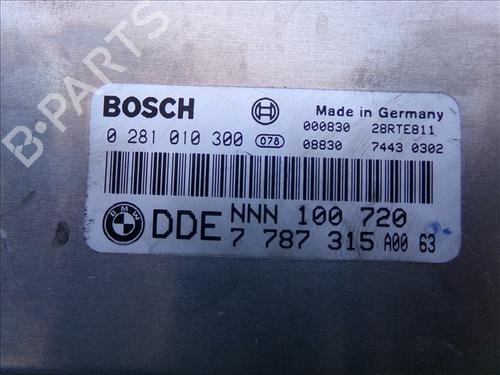 BOSCH
Made in Germany
0 281 010 300 078
000830 28RTE811
08830 7443 0302
BMW
DDE NNN 100 720
7 787 315 A00 63
B-PARTS